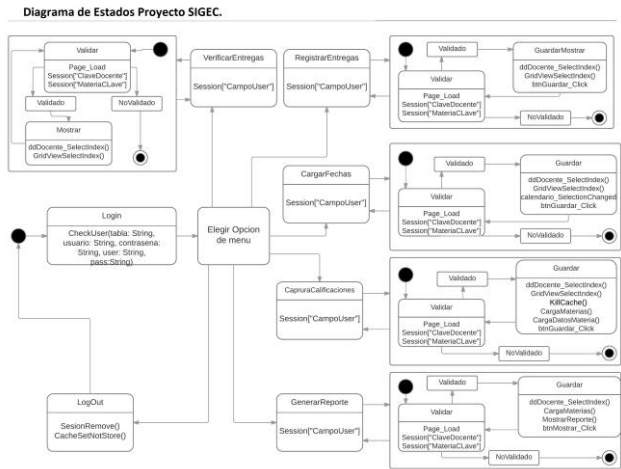 Diagrama de Estados Proyecto SIGEC.
Validar
Page_Load
Session["ClaveDocente"]
Session["MateriaCLave"]
Validado
NoValidado
Mostrar
ddDocente_SelectIndex()
GridViewSelectIndex()
VerificarEntregas
Session["CampoUser"]
RegistrarEntregas
Session["CampoUser"]
Validado
Validar
Page_Load
Session["ClaveDocente"]
Session["MateriaCLave"]
GuardarMostrar
ddDocente_SelectIndex()
GridViewSelectIndex()
btnGuardar_Click
NoValidado
CargarFechas
Session["CampoUser"]
Validado
Validar
Page_Load
Session["ClaveDocente"]
Session["MateriaCLave"]
Guardar
ddDocente_SelectIndex()
GridViewSelectIndex()
calendario_SelectionChanged
btnGuardar_Click
NoValidado
Login
CheckUser(tabla: String,
usuario: String, contrasena:
String, user: String,
pass:String)
Elegir Opcion
de menu
CapruraCalificaciones
Session["CampoUser"]
Validado
Validar
Page_Load
Session["ClaveDocente"]
Session["MateriaCLave"]
Guardar
ddDocente_SelectIndex()
GridViewSelectIndex()
KillCache()
CargaMaterias()
CargaDatosMateria()
btnGuardar_Click
NoValidado
LogOut
SesionRemove()
CacheSetNotStore()
GenerarReporte
Session["CampoUser"]
Validado
Validar
Page_Load
Session["ClaveDocente"]
Session["MateriaCLave"]
Guardar
ddDocente_SelectIndex()
CargaMaterias()
MostrarReporte()
btnMostrar_Click
NoValidado